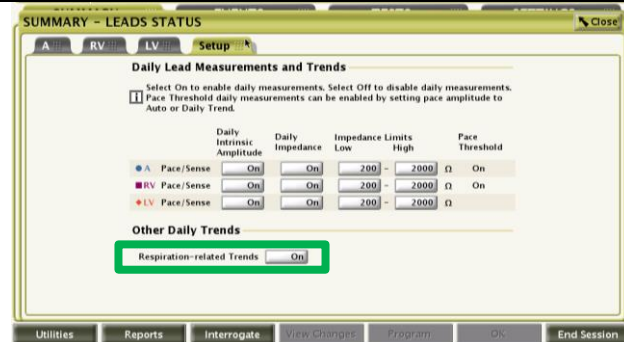 SUMMARY – LEADS STATUS
Close
A RV LV Setup
Daily Lead Measurements and Trends
Select On to enable daily measurements. Select Off to disable daily measurements.
i Pace Threshold daily measurements can be enabled by setting pace amplitude to
Auto or Daily Trend.
Daily
Intrinsic Daily Impedance Limits Pace
Amplitude Impedance Low High Threshold
A Pace/Sense On On 200 – 2000 Ω On
RV Pace/Sense On On 200 – 2000 Ω On
LV Pace/Sense On On 200 – 2000 Ω
Other Daily Trends
Respiration-related Trends On
Utilities Reports Interrogate View Changes Program OK End Session